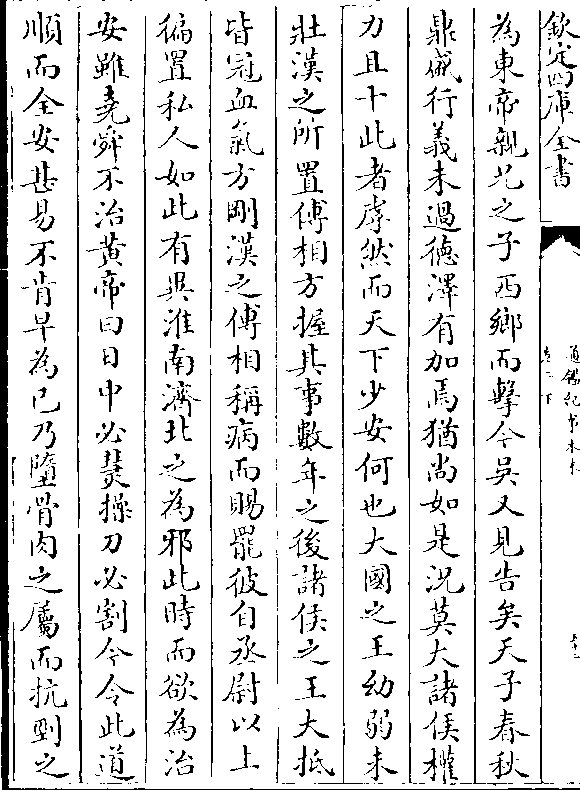 欽定四庫全書
為東帝親兄之子西鄉而擊今吳又見告矣天子春秋
鼎盛行義未過德澤有加焉猶尚如是況莫大諸侯權
力且十此者虖然而天下少安何也大國之王幼弱未
壯漢之所置傅相方握其事數年之後諸侯之王大抵
皆冠血氣方剛漢之傅相稱病而賜罷彼自丞尉以上
徧置私人如此有異淮南濟北之為邪此時而欲為治
安雖堯舜不治黃帝曰日中必熭操刀必割今令此道
順而全安甚易不肯早為已乃墮骨肉之屬而抗剄之
通鑑紀事本末
卷二下